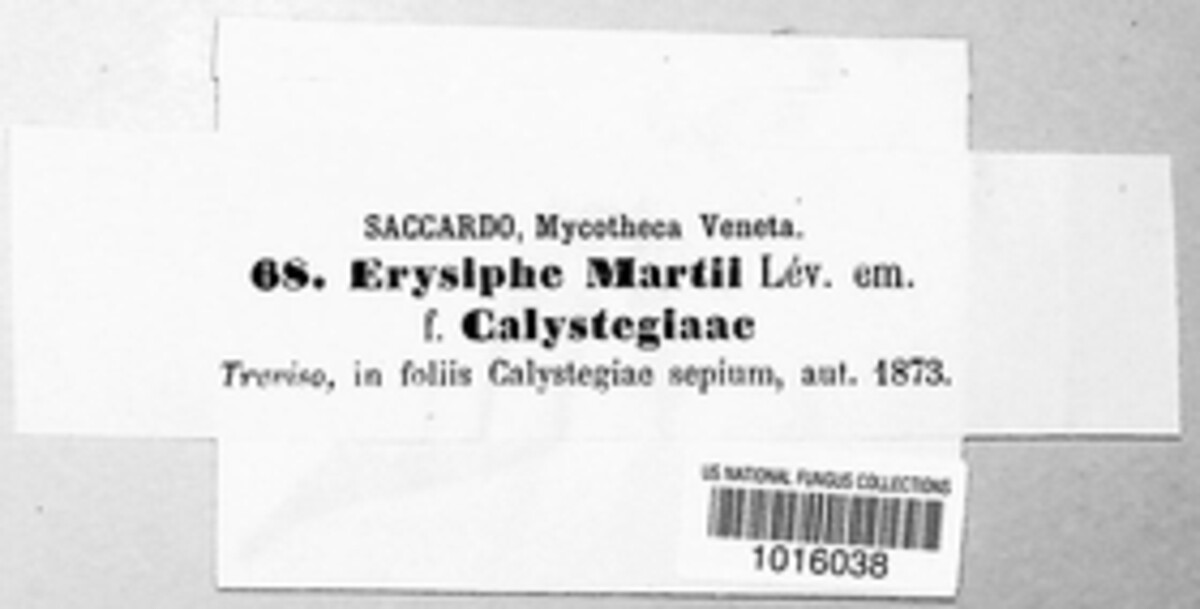 SACCARDO, Mycotheca Veneta.
68. Erysiphe Martii Lév. em.
f. Calystegiaae
Treviso, in foliis Calystegiae sepium, aut. 1873.
US NATIONAL FUNGUS COLLECTIONS
1016038